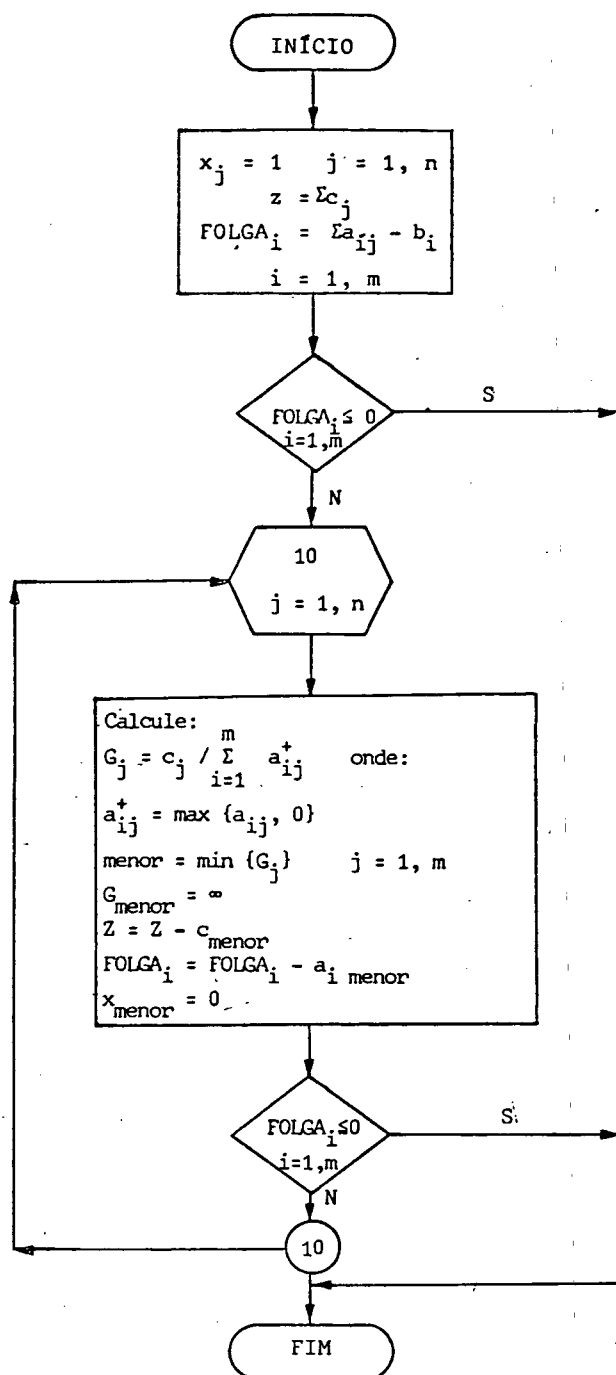 INÍCIO
x_j = 1 j = 1, n
z = Σc_j
FOLGA_i = Σa_ij - b_i
i = 1, m
FOLGA_i ≤ 0
i=1,m
S
N
10
j = 1, n
Calcule:
G_j = c_j / Σ_{i=1}^{m} a_ij^+ onde:
a_ij^+ = max {a_ij, 0}
menor = min {G_j} j = 1, m
G_menor = ∞
Z = Z - c_menor
FOLGA_i = FOLGA_i - a_i menor
x_menor = 0
FOLGA_i ≤0
i=1,m
S
N
10
FIM